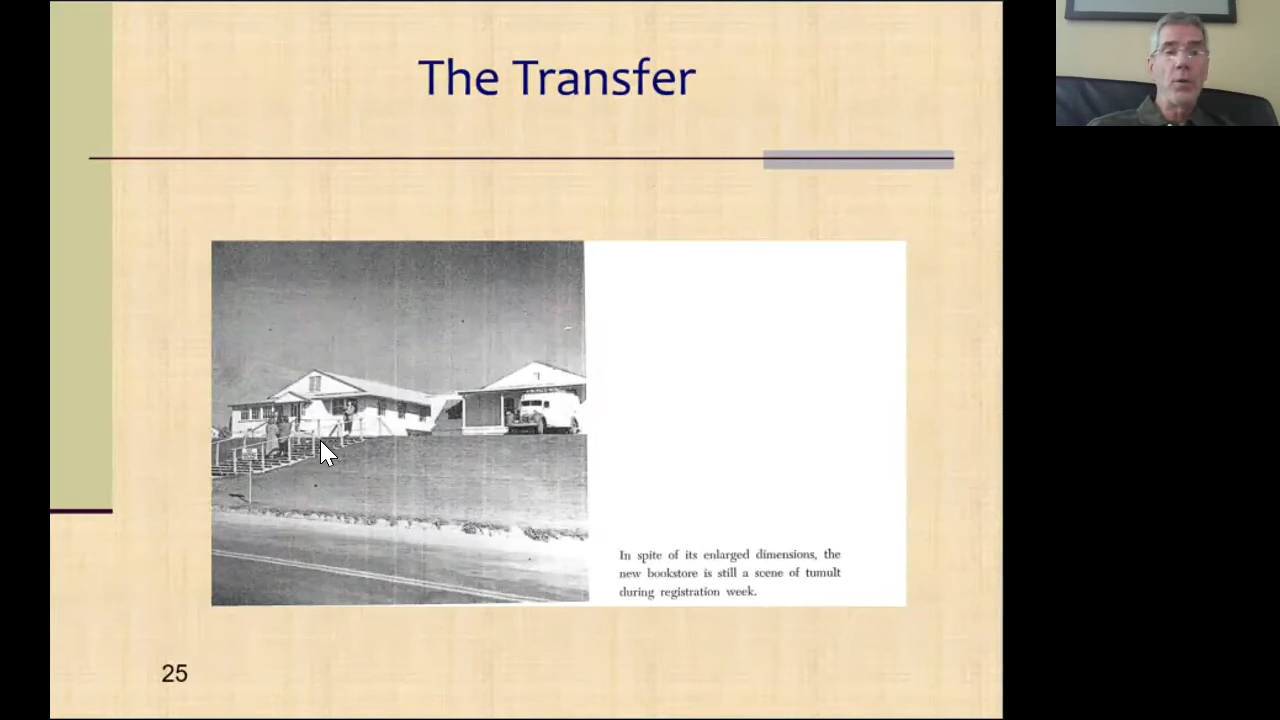 The Transfer
In spite of its enlarged dimensions, the
new bookstore is still a scene of tumult
during registration week.
25